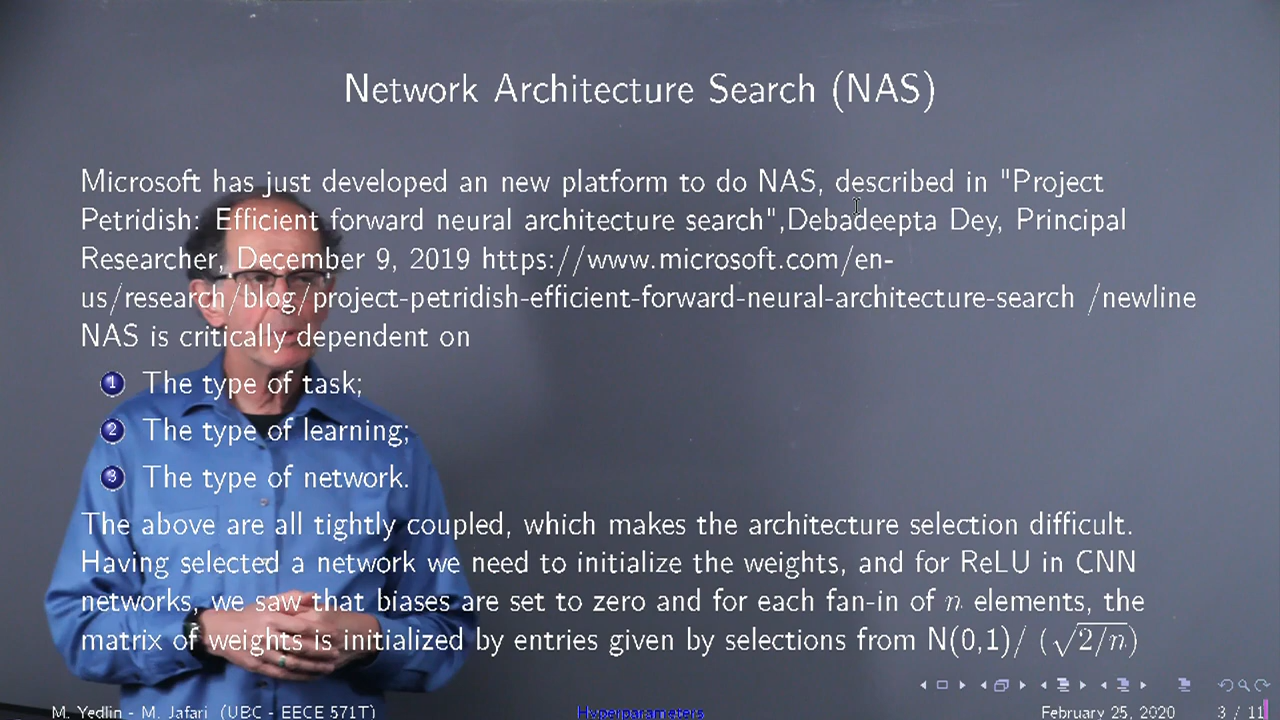 Network Architecture Search (NAS)
Microsoft has just developed an new platform to do NAS, described in "Project
Petridish: Efficient forward neural architecture search",Debadeepta Dey, Principal
Researcher, December 9, 2019 https://www.microsoft.com/en-
us/research/blog/project-petridish-efficient-forward-neural-architecture-search /newline
NAS is critically dependent on
1 The type of task;
2 The type of learning;
3 The type of network.
The above are all tightly coupled, which makes the architecture selection difficult.
Having selected a network we need to initialize the weights, and for ReLU in CNN
networks, we saw that biases are set to zero and for each fan-in of n elements, the
matrix of weights is initialized by entries given by selections from N(0,1)/ (√2/n)
M. Yedlin - M. Jafari (UBC - EECE 571T) Hyperparameters February 25, 2020 3 / 11